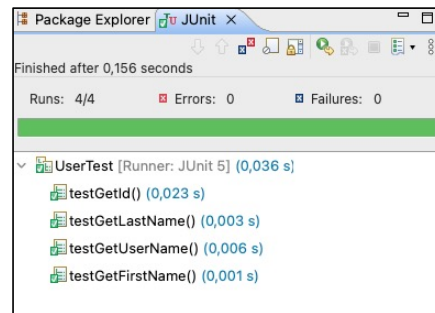 Package Explorer JUnit
Finished after 0,156 seconds
Runs: 4/4 Errors: 0 Failures: 0
UserTest [Runner: JUnit 5] (0,036 s)
testGetId() (0,023 s)
testGetLastName() (0,003 s)
testGetUserName() (0,006 s)
testGetFirstName() (0,001 s)